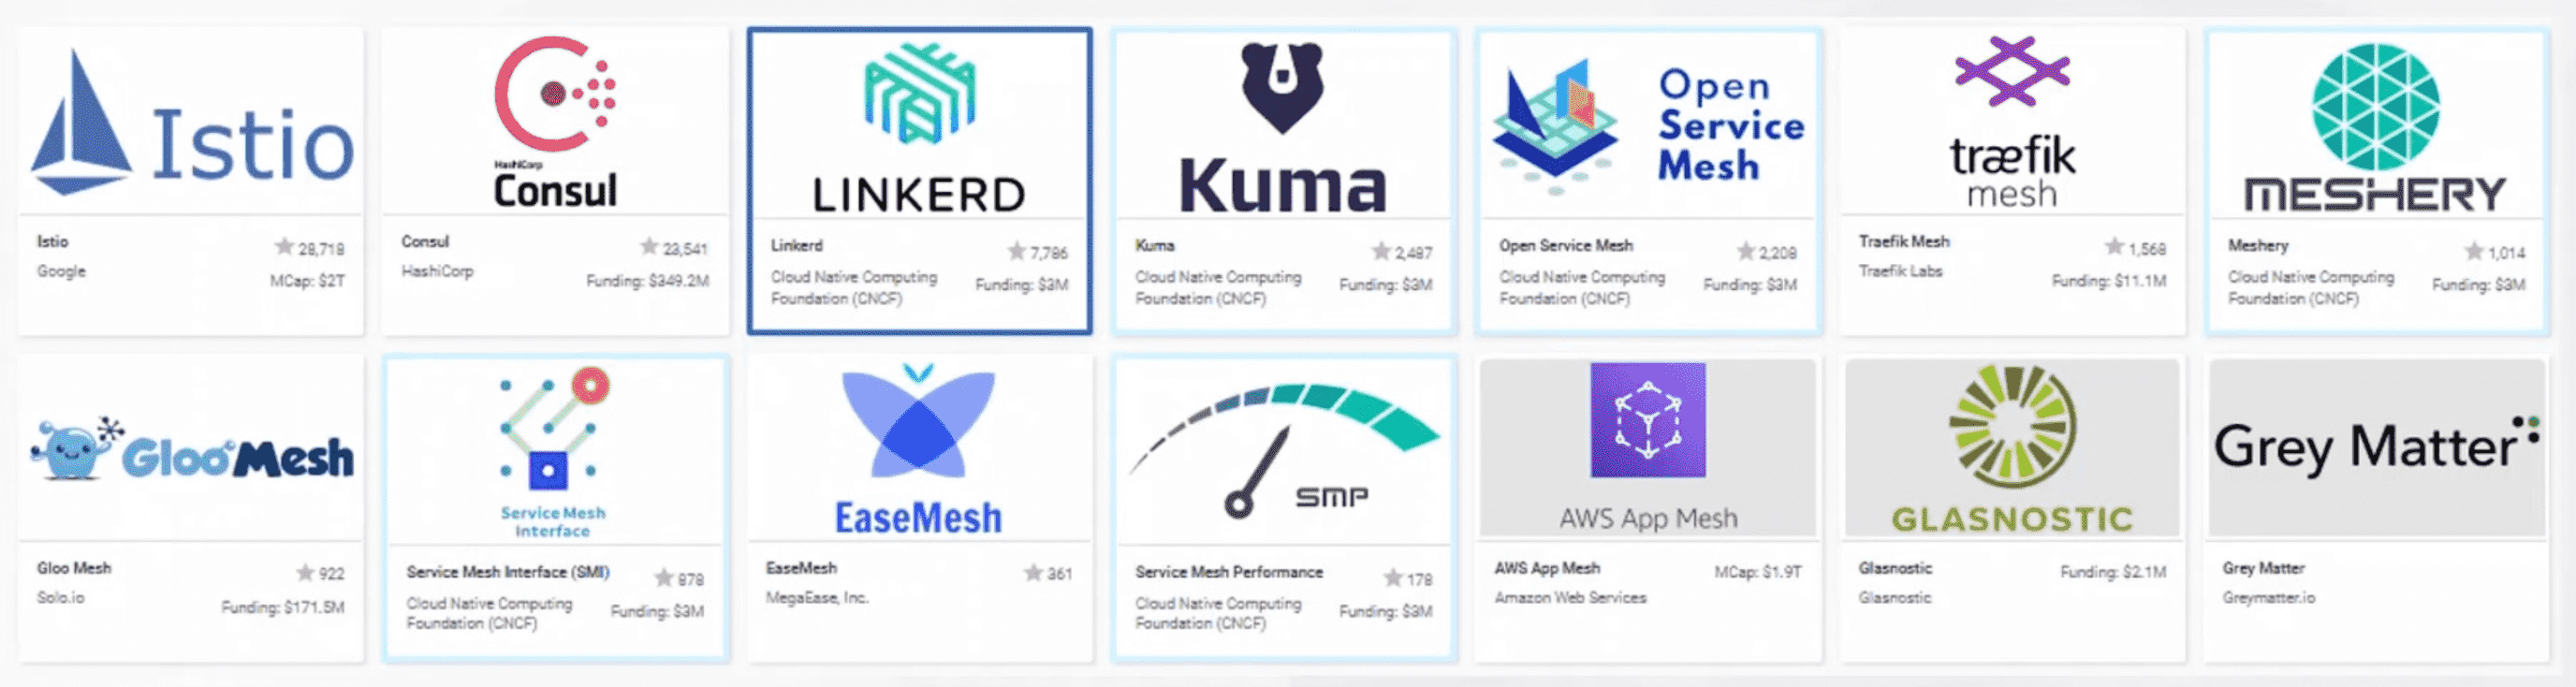 Istio
Istio
28,718
Google
MCap: $2T
HashiCorp
Consul
Consul
23,541
HashiCorp
Funding: $349.2M
LINKERD
Linkerd
7,786
Cloud Native Computing
Foundation (CNCF)
Funding: $3M
Kuma
Kuma
2,487
Cloud Native Computing
Foundation (CNCF)
Funding: $3M
Open
Service
Mesh
Open Service Mesh
2,208
Cloud Native Computing
Foundation (CNCF)
Funding: $3M
træfik
mesh
Traefik Mesh
1,568
Traefik Labs
Funding: $11.1M
MESHERY
Meshery
1,014
Cloud Native Computing
Foundation (CNCF)
Funding: $3M
Gloo Mesh
Gloo Mesh
922
Solo.io
Funding: $171.5M
Service Mesh
Interface
Service Mesh Interface (SMI)
878
Cloud Native Computing
Foundation (CNCF)
Funding: $3M
EaseMesh
EaseMesh
361
MegaEase, Inc.
SMP
Service Mesh Performance
178
Cloud Native Computing
Foundation (CNCF)
Funding: $3M
AWS App Mesh
AWS App Mesh
MCap: $1.9T
Amazon Web Services
GLASNOSTIC
Glasnostic
Funding: $2.1M
Glasnostic
Grey Matter
Grey Matter
Greymatter.io